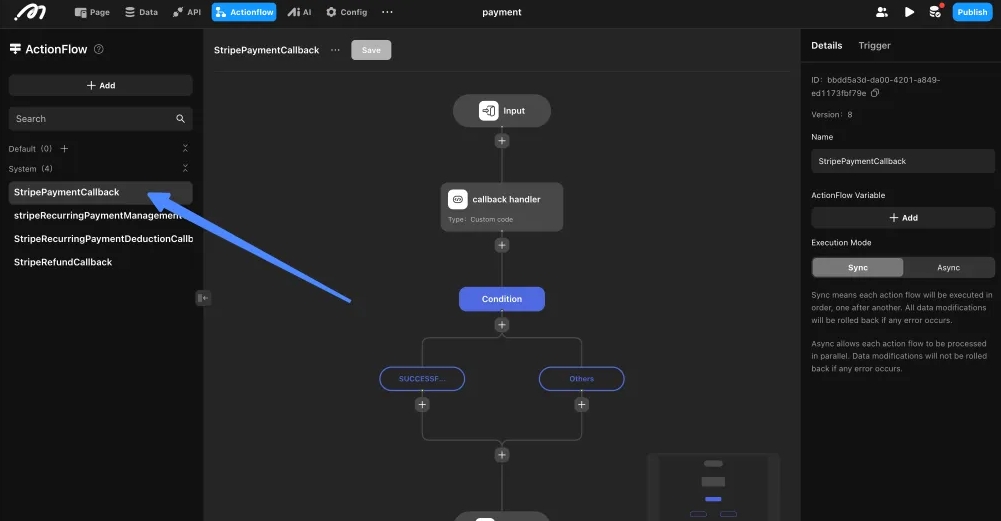 Page
Data
API
Actionflow
AI
Config
payment
Publish
ActionFlow
+ Add
Search
Default (0) +
System (4)
StripePaymentCallback
stripeRecurringPaymentManagement
StripeRecurringPaymentDeductionCallb
StripeRefundCallback
StripePaymentCallback ...
Save
Input
callback handler
Type: Custom code
Condition
SUCCESSF...
Others
Details
Trigger
ID: bbdd5a3d-da00-4201-a849-
ed1173fbf79e
Version: 8
Name
StripePaymentCallback
ActionFlow Variable
+ Add
Execution Mode
Sync
Async
Sync means each action flow will be executed in
order, one after another. All data modifications
will be rolled back if any error occurs.
Async allows each action flow to be processed
in parallel. Data modifications will not be rolled
back if any error occurs.